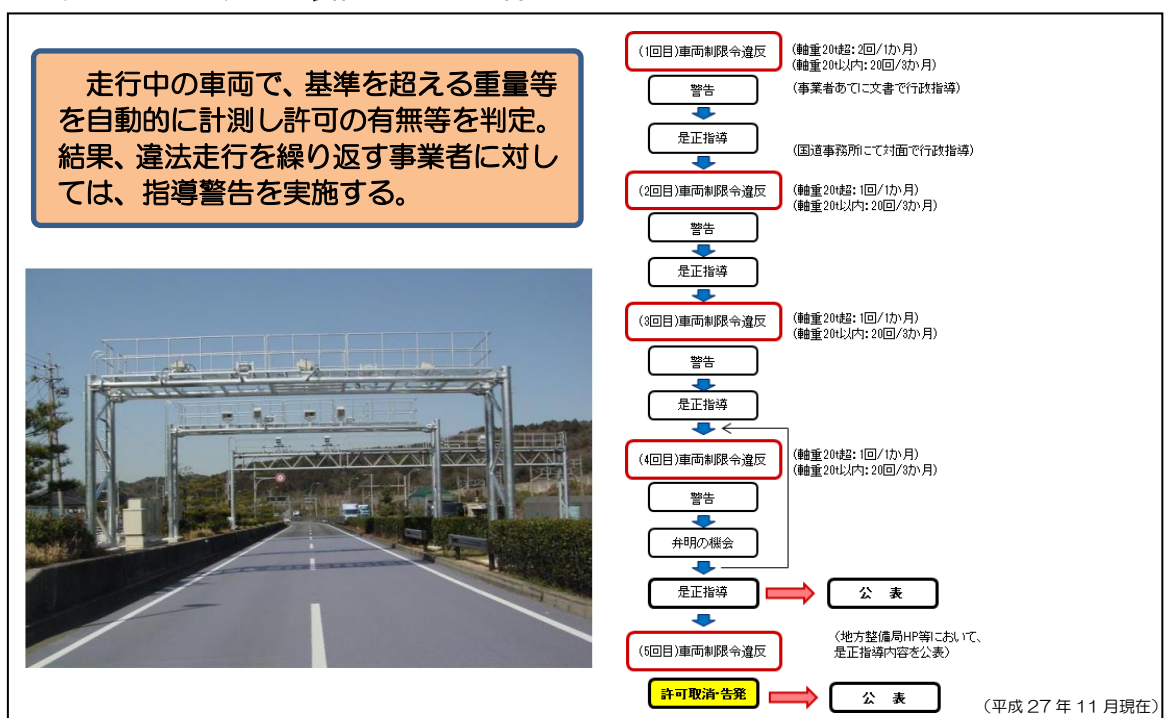 走行中の車両で、基準を超える重量等
を自動的に計測し許可の有無等を判定。
結果、違法走行を繰り返す事業者に対し
ては、指導警告を実施する。
(1回目)車両制限令違反
(軸重20t超:2回/1か月)
(軸重20t以内:20回/3か月)
警告
(事業者あてに文書で行政指導)
是正指導
(国道事務所にて対面で行政指導)
(2回目)車両制限令違反
(軸重20t超:1回/1か月)
(軸重20t以内:20回/3か月)
警告
是正指導
(3回目)車両制限令違反
(軸重20t超:1回/1か月)
(軸重20t以内:20回/3か月)
警告
是正指導
(4回目)車両制限令違反
(軸重20t超:1回/1か月)
(軸重20t以内:20回/3か月)
警告
弁明の機会
是正指導
公 表
(地方整備局HP等において、
是正指導内容を公表)
(5回目)車両制限令違反
許可取消・告発
公 表
(平成 27 年 11 月現在)